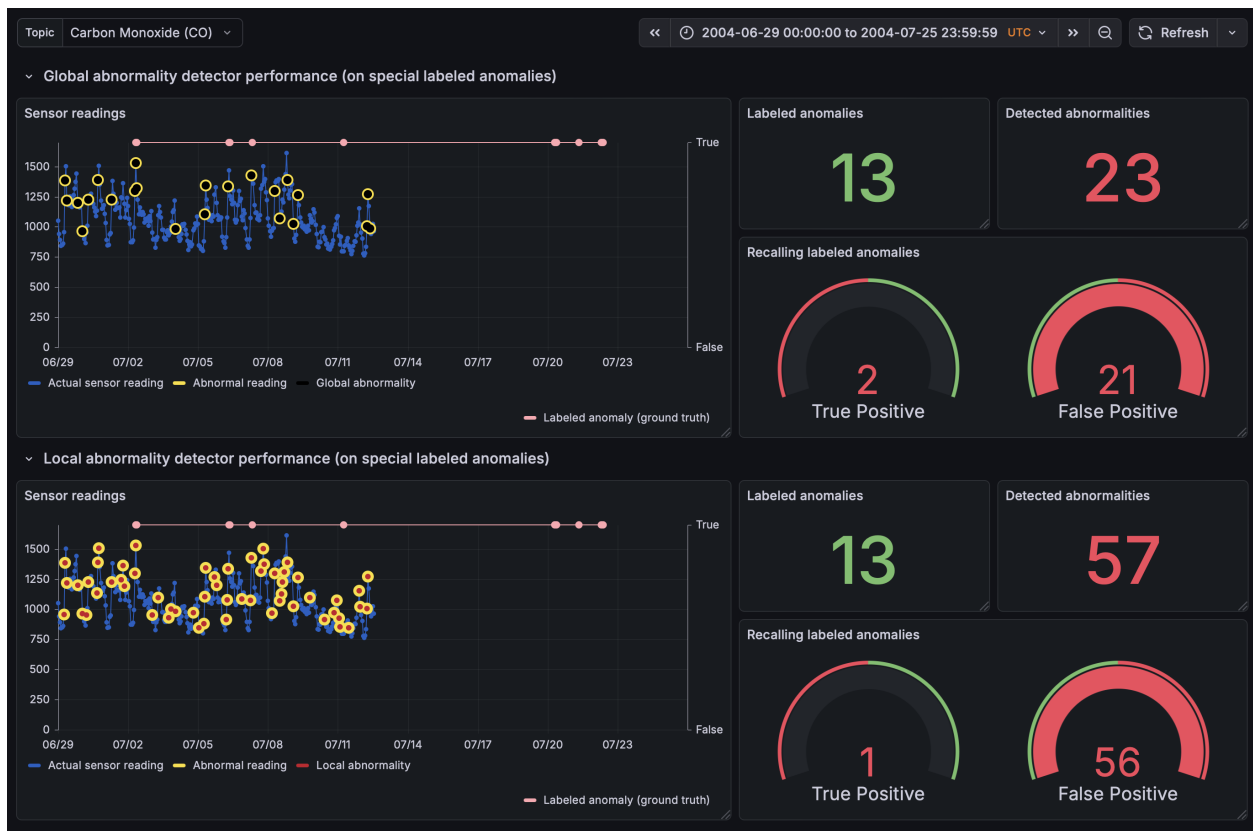 Topic Carbon Monoxide (CO) 2004-06-29 00:00:00 to 2004-07-25 23:59:59 UTC Refresh
Global abnormality detector performance (on special labeled anomalies)
Sensor readings
True
1500
1250
1000
750
500
250
0
False
06/29 07/02 07/05 07/08 07/11 07/14 07/17 07/20 07/23
Actual sensor reading Abnormal reading Global abnormality
Labeled anomaly (ground truth)
Labeled anomalies
13
Detected abnormalities
23
Recalling labeled anomalies
2 21
True Positive False Positive
Local abnormality detector performance (on special labeled anomalies)
Sensor readings
True
1500
1250
1000
750
500
250
0
False
06/29 07/02 07/05 07/08 07/11 07/14 07/17 07/20 07/23
Actual sensor reading Abnormal reading Local abnormality
Labeled anomaly (ground truth)
Labeled anomalies
13
Detected abnormalities
57
Recalling labeled anomalies
1 56
True Positive False Positive